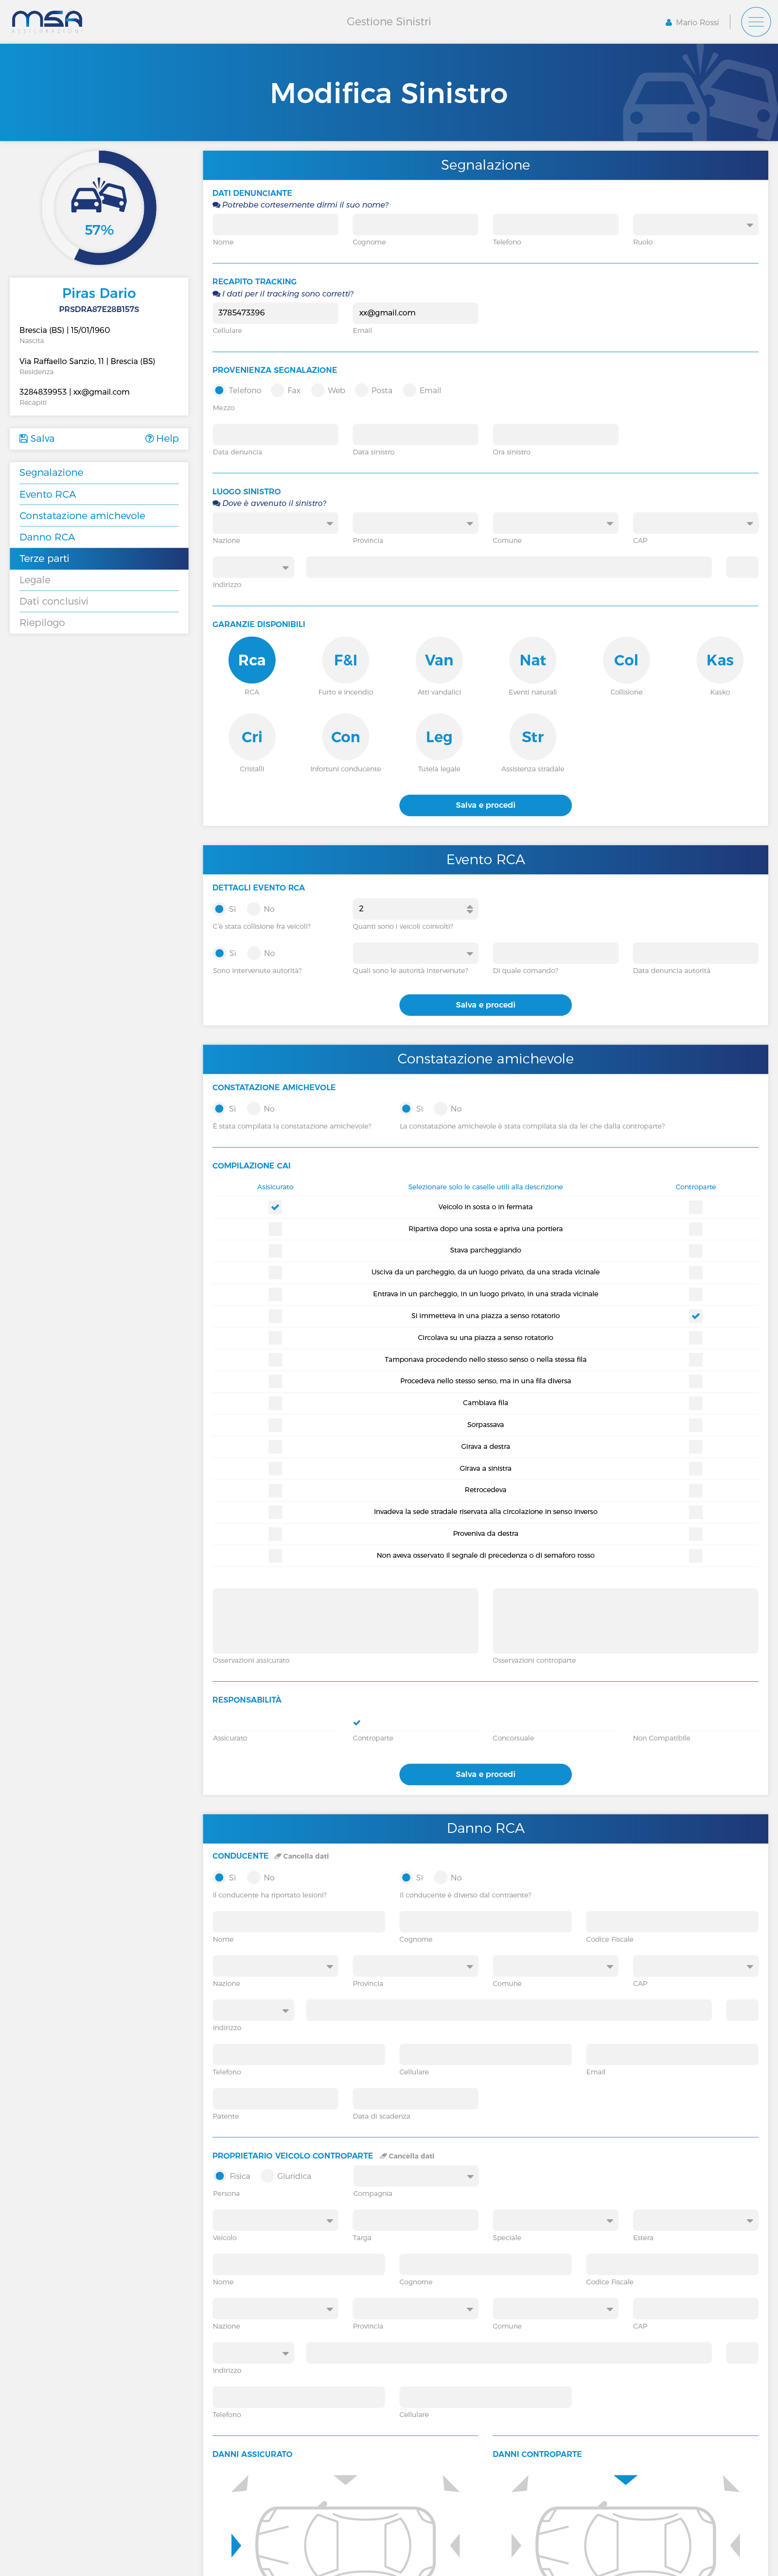 msa
ASSICURAZIONI
Gestione Sinistri
Mario Rossi
Modifica Sinistro
57%
Piras Dario
PRSDRA87E28B157S
Brescia (BS) | 15/01/1960
Nascita
Via Raffaello Sanzio, 11 | Brescia (BS)
Residenza
3284839953 | xx@gmail.com
Recapiti
Salva
Help
Segnalazione
Evento RCA
Constatazione amichevole
Danno RCA
Terze parti
Legale
Dati conclusivi
Riepilogo
Segnalazione
DATI DENUNCIANTE
Potrebbe cortesemente dirmi il suo nome?
Nome Cognome Telefono Ruolo
RECAPITO TRACKING
I dati per il tracking sono corretti?
3785473396 xx@gmail.com
Cellulare Email
PROVENIENZA SEGNALAZIONE
Telefono Fax Web Posta Email
Mezzo
Data denuncia Data sinistro Ora sinistro
LUOGO SINISTRO
Dove è avvenuto il sinistro?
Nazione Provincia Comune CAP
Indirizzo
GARANZIE DISPONIBILI
Rca F&I Van Nat Col Kas
RCA Furto e incendio Atti vandalici Eventi naturali Collisione Kasko
Cri Con Leg Str
Cristalli Infortuni conducente Tutela legale Assistenza stradale
Salva e procedi
Evento RCA
DETTAGLI EVENTO RCA
Sì No 2
C'è stata collisione fra veicoli? Quanti sono i veicoli coinvolti?
Sì No
Sono intervenute autorità? Quali sono le autorità intervenute? Di quale comando? Data denuncia autorità
Salva e procedi
Constatazione amichevole
CONSTATAZIONE AMICHEVOLE
Sì No Sì No
È stata compilata la constatazione amichevole? La constatazione amichevole è stata compilata sia da lei che dalla controparte?
COMPILAZIONE CAI
Asisicurato Selezionare solo le caselle utili alla descrizione Controparte
Veicolo in sosta o in fermata
Ripartiva dopo una sosta e apriva una portiera
Stava parcheggiando
Usciva da un parcheggio, da un luogo privato, da una strada vicinale
Entrava in un parcheggio, in un luogo privato, in una strada vicinale
Si immetteva in una piazza a senso rotatorio
Circolava su una piazza a senso rotatorio
Tamponava procedendo nello stesso senso o nella stessa fila
Procedeva nello stesso senso, ma in una fila diversa
Cambiava fila
Sorpassava
Girava a destra
Girava a sinistra
Retrocedeva
Invadeva la sede stradale riservata alla circolazione in senso inverso
Proveniva da destra
Non aveva osservato il segnale di precedenza o di semaforo rosso
Osservazioni assicurato Osservazioni controparte
RESPONSABILITÀ
Assicurato Controparte Concorsuale Non Compatibile
Salva e procedi
Danno RCA
CONDUCENTE Cancella dati
Sì No Sì No
Il conducente ha riportato lesioni? Il conducente è diverso dal contraente?
Nome Cognome Codice Fiscale
Nazione Provincia Comune CAP
Indirizzo
Telefono Cellulare Email
Patente Data di scadenza
PROPRIETARIO VEICOLO CONTROPARTE Cancella dati
Fisica Giuridica
Persona Compagnia
Veicolo Targa Speciale Estera
Nome Cognome Codice Fiscale
Nazione Provincia Comune CAP
Indirizzo
Telefono Cellulare
DANNI ASSICURATO DANNI CONTROPARTE